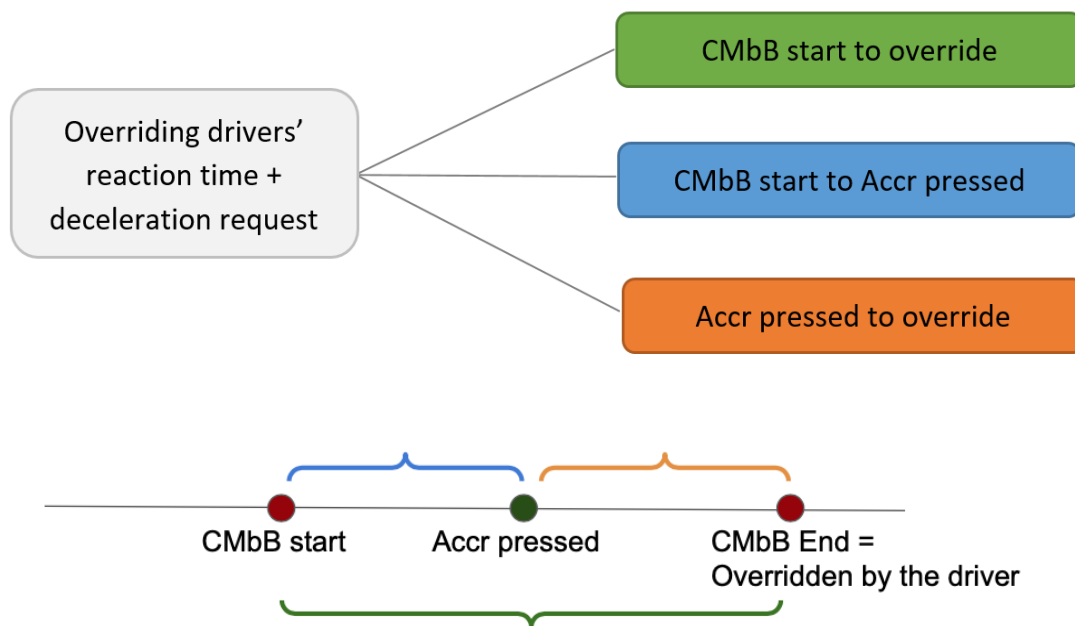 CMbB start to override
Overriding drivers’
reaction time +
deceleration request
CMbB start to Accr pressed
Accr pressed to override
CMbB start
Accr pressed
CMbB End =
Overridden by the driver